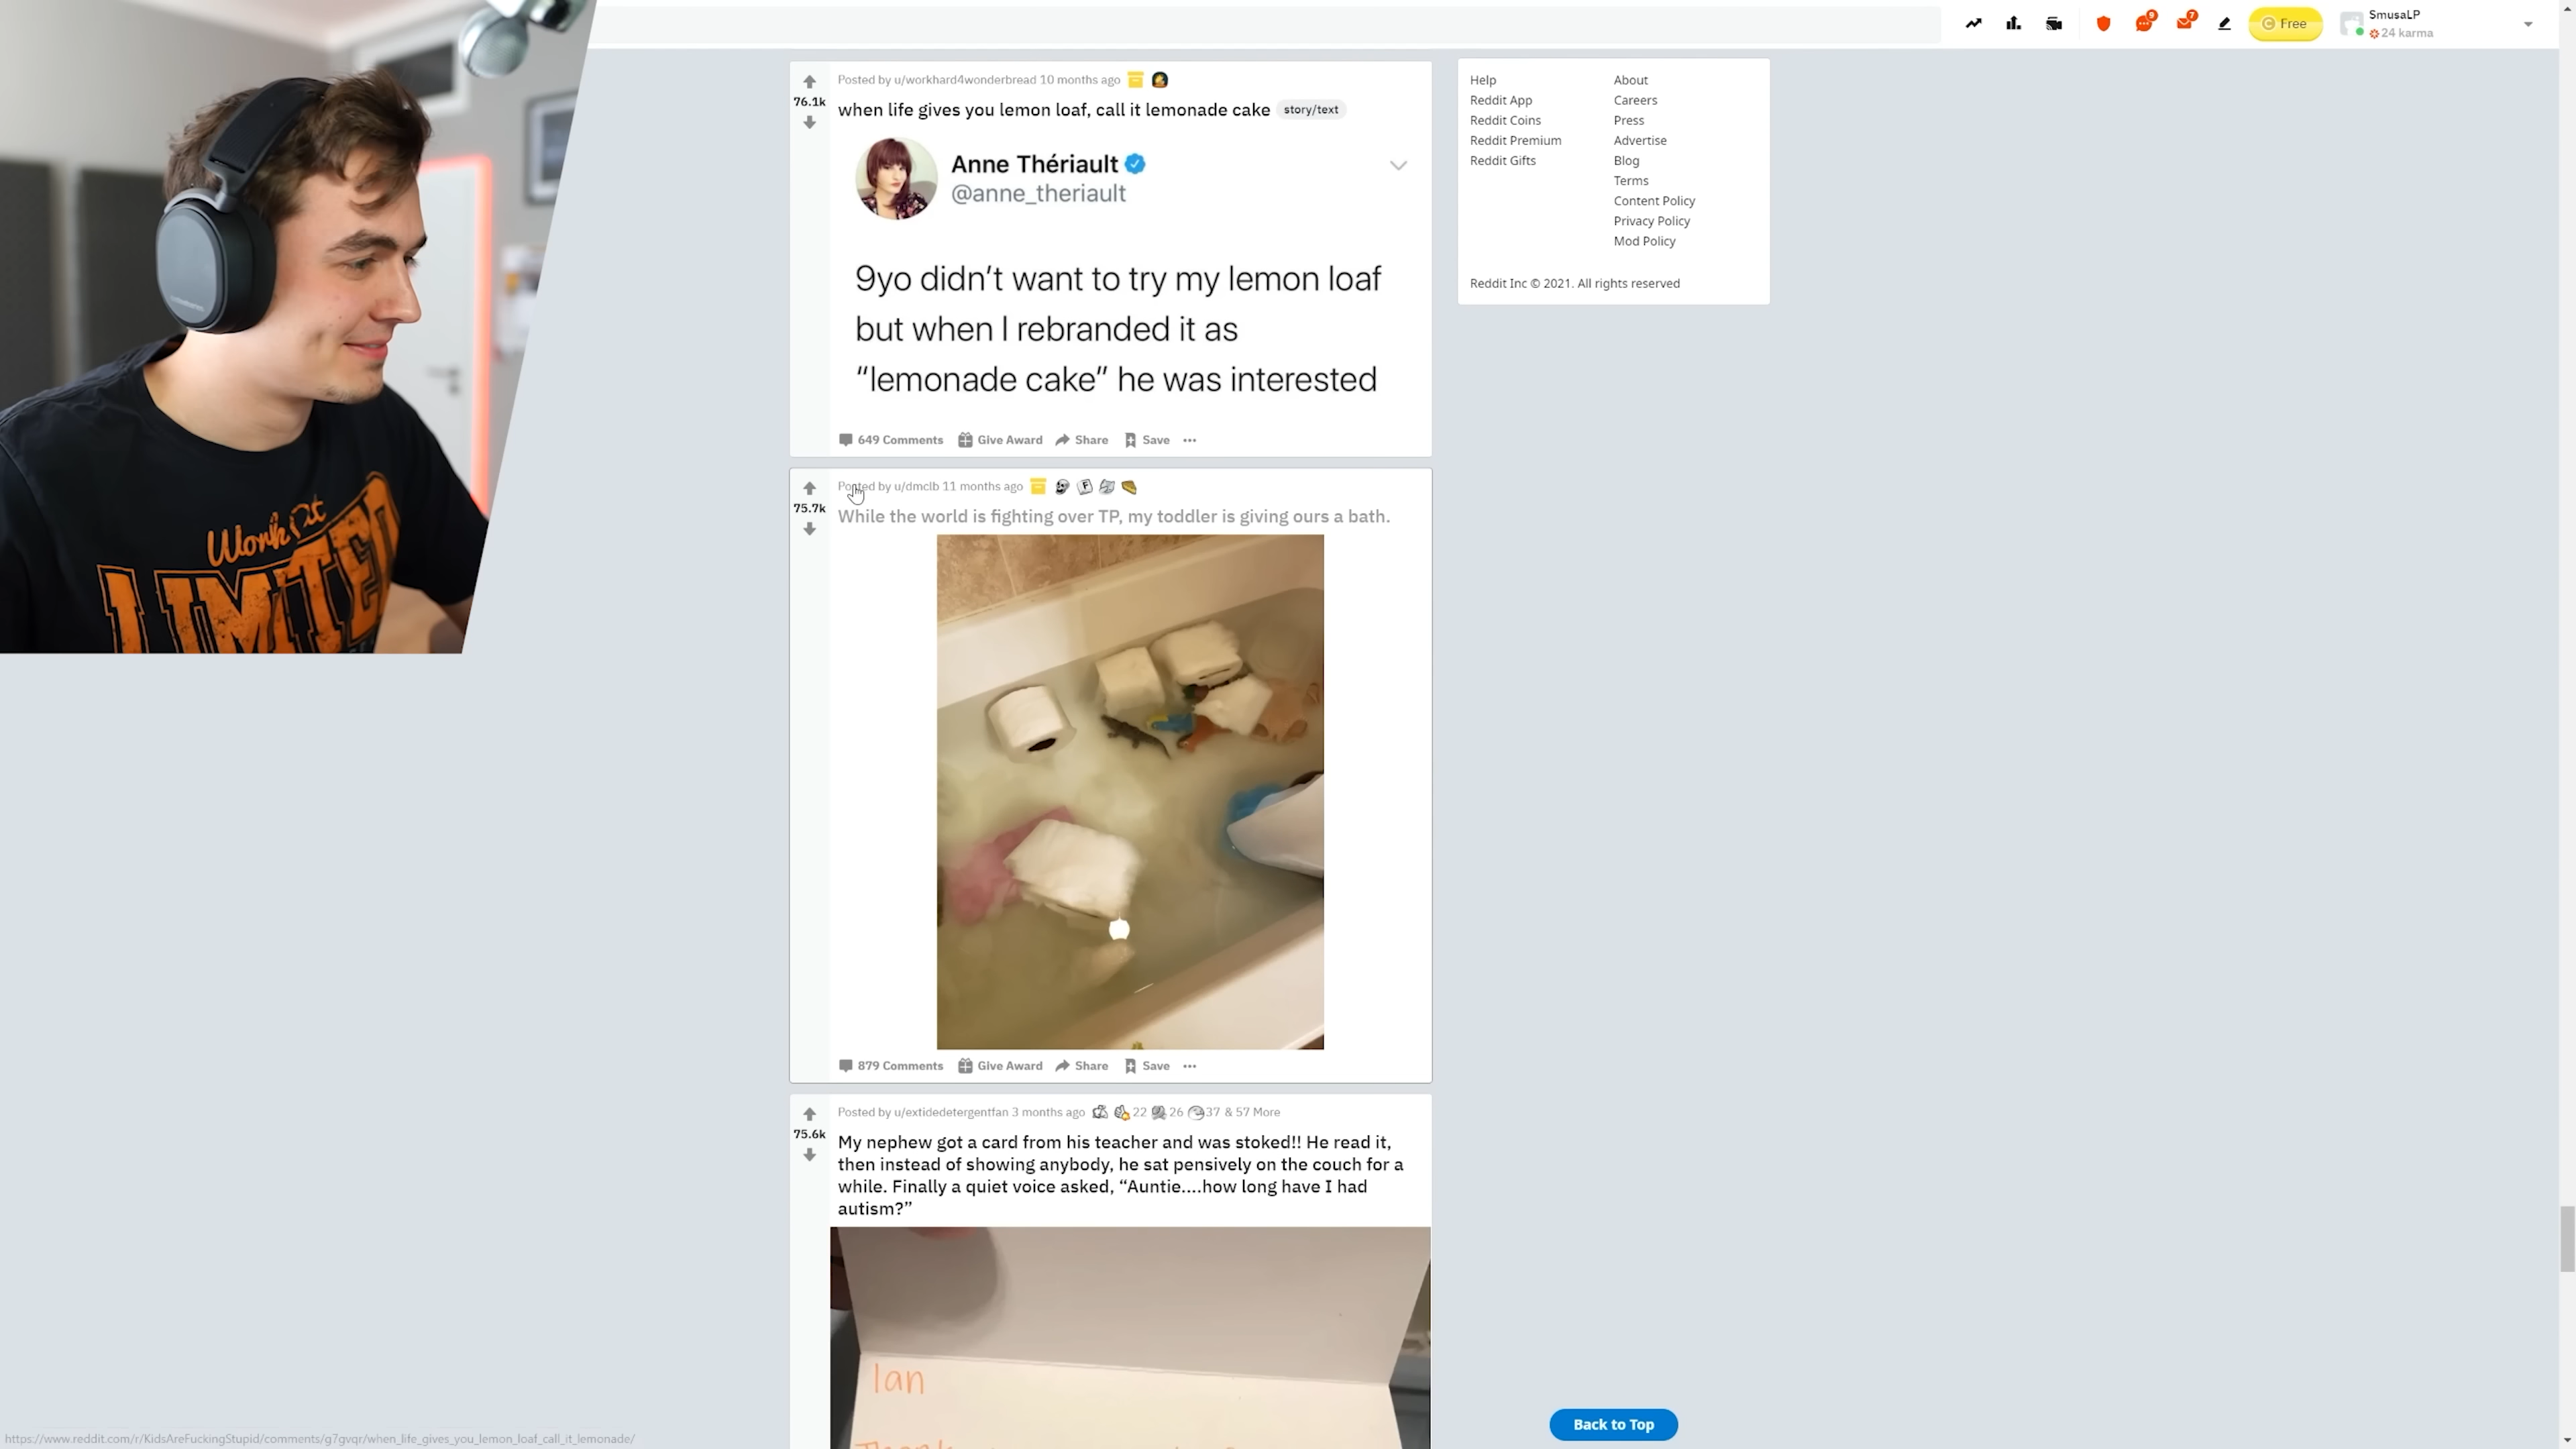 Free
SmusaLP
24 karma
9
7
Work it
LIMITED
Posted by u/workhard4wonderbread 10 months ago
76.1k
when life gives you lemon loaf, call it lemonade cake story/text
Anne Thériault
@anne_theriault
9yo didn't want to try my lemon loaf
but when I rebranded it as
“lemonade cake” he was interested
649 Comments Give Award Share Save
Help
Reddit App
Reddit Coins
Reddit Premium
Reddit Gifts
About
Careers
Press
Advertise
Blog
Terms
Content Policy
Privacy Policy
Mod Policy
Reddit Inc © 2021. All rights reserved
Posted by u/dmclb 11 months ago
75.7k
While the world is fighting over TP, my toddler is giving ours a bath.
879 Comments Give Award Share Save
Posted by u/extidedetergentfan 3 months ago 22 26 37 & 57 More
75.6k
My nephew got a card from his teacher and was stoked!! He read it,
then instead of showing anybody, he sat pensively on the couch for a
while. Finally a quiet voice asked, “Auntie....how long have I had
autism?”
Ian
Back to Top
https://www.reddit.com/r/KidsAreFuckingStupid/comments/g7gvqr/when_life_gives_you_lemon_loaf_call_it_lemonade/